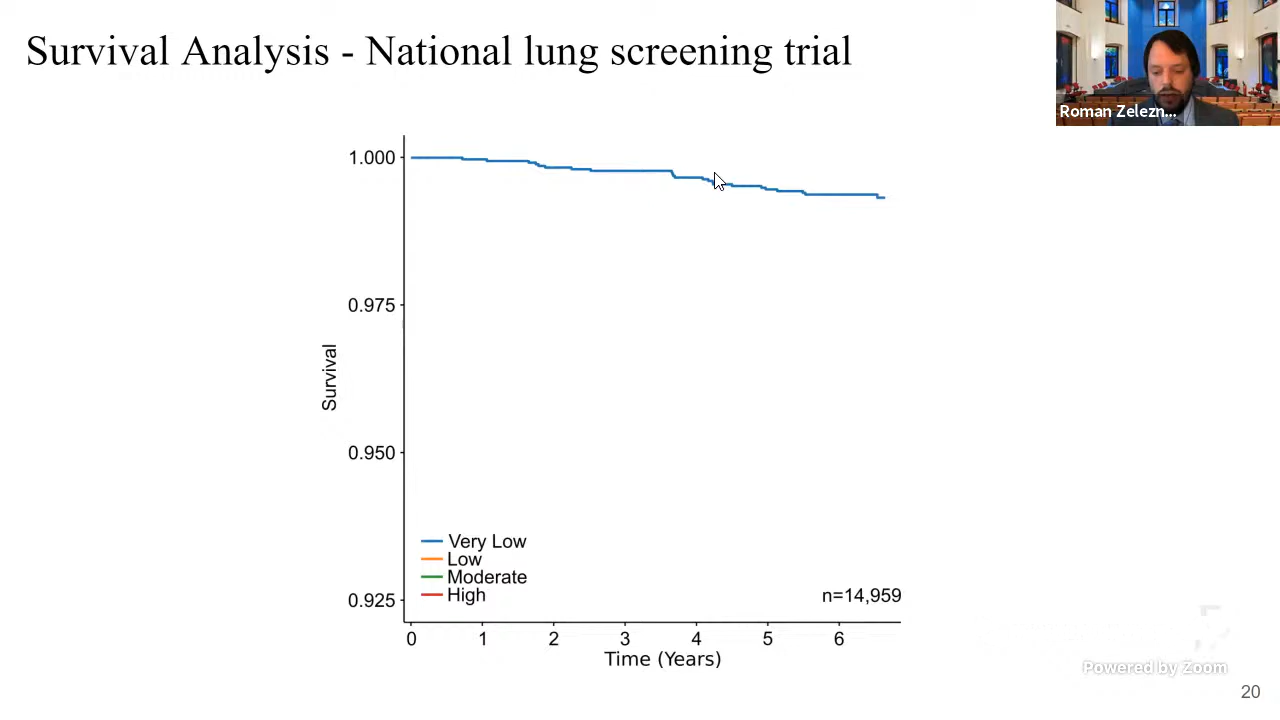 Survival Analysis - National lung screening trial
Roman Zelezn...
1.000
0.975
0.950
0.925
Survival
Very Low
Low
Moderate
High
n=14,959
0 1 2 3 4 5 6
Time (Years)
Powered by Zoom
20